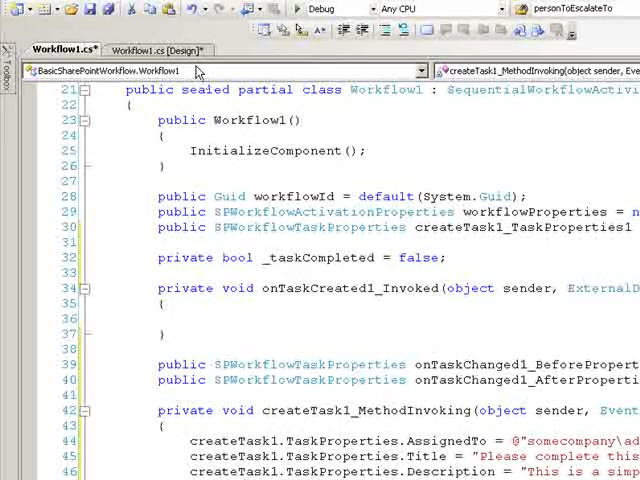 Debug Any CPU personToEscalateTo
Workflow1.cs* Workflow1.cs [Design]*
Toolbox
BasicSharePointWorkflow.Workflow1 createTask1_MethodInvoking(object sender, Eve
21 public sealed partial class Workflow1 : SequentialWorkflowActivi
22 {
23 public Workflow1()
24 {
25 InitializeComponent();
26 }
27
28 public Guid workflowId = default(System.Guid);
29 public SPWorkflowActivationProperties workflowProperties = n
30 public SPWorkflowTaskProperties createTask1_TaskProperties1
31
32 private bool _taskCompleted = false;
33
34 private void onTaskCreated1_Invoked(object sender, ExternalD
35 {
36
37 }
38
39 public SPWorkflowTaskProperties onTaskChanged1_BeforePropert
40 public SPWorkflowTaskProperties onTaskChanged1_AfterProperti
41
42 private void createTask1_MethodInvoking(object sender, Event
43 {
44 createTask1.TaskProperties.AssignedTo = @"somecompany\ad
45 createTask1.TaskProperties.Title = "Please complete this
46 createTask1.TaskProperties.Description = "This is a simp